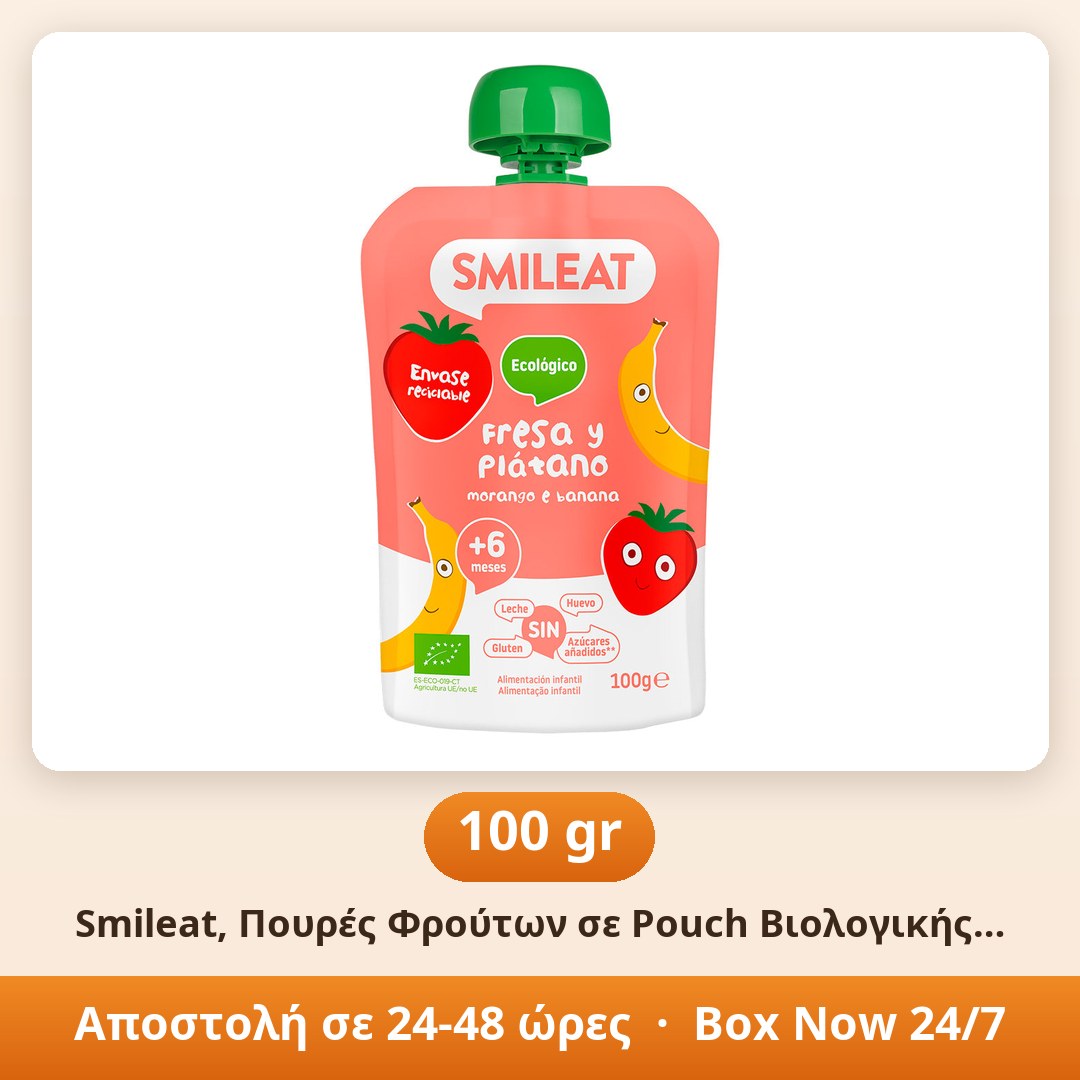 SMILEAT
Envase
reciclable
Ecológico
Fresa y
plátano
morango e banana
+6
meses
Leche
Huevo
SIN
Gluten
Azúcares
añadidos**
ES-ECO-019-CT
Agricultura UE/no UE
Alimentación infantil
Alimentação infantil
100g℮
100 gr
Smileat, Πουρές Φρούτων σε Pouch Βιολογικής...
Αποστολή σε 24-48 ώρες · Box Now 24/7